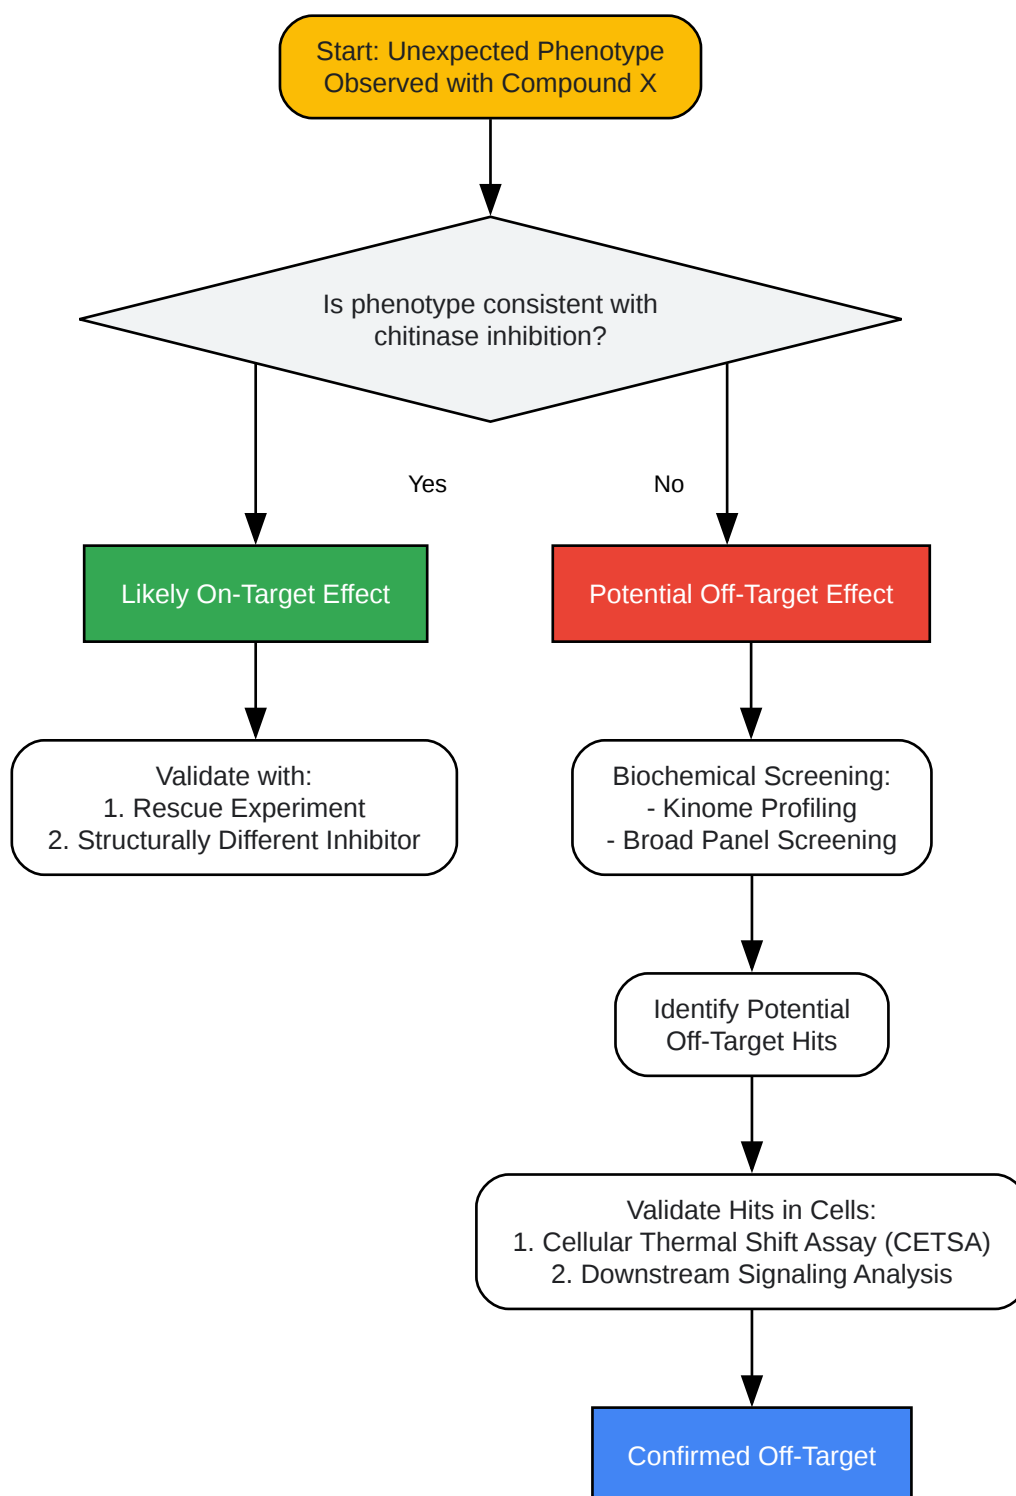 Start: Unexpected Phenotype
Observed with Compound X
Is phenotype consistent with
chitinase inhibition?
Yes
No
Likely On-Target Effect
Potential Off-Target Effect
Validate with:
1. Rescue Experiment
2. Structurally Different Inhibitor
Biochemical Screening:
- Kinome Profiling
- Broad Panel Screening
Identify Potential
Off-Target Hits
Validate Hits in Cells:
1. Cellular Thermal Shift Assay (CETSA)
2. Downstream Signaling Analysis
Confirmed Off-Target